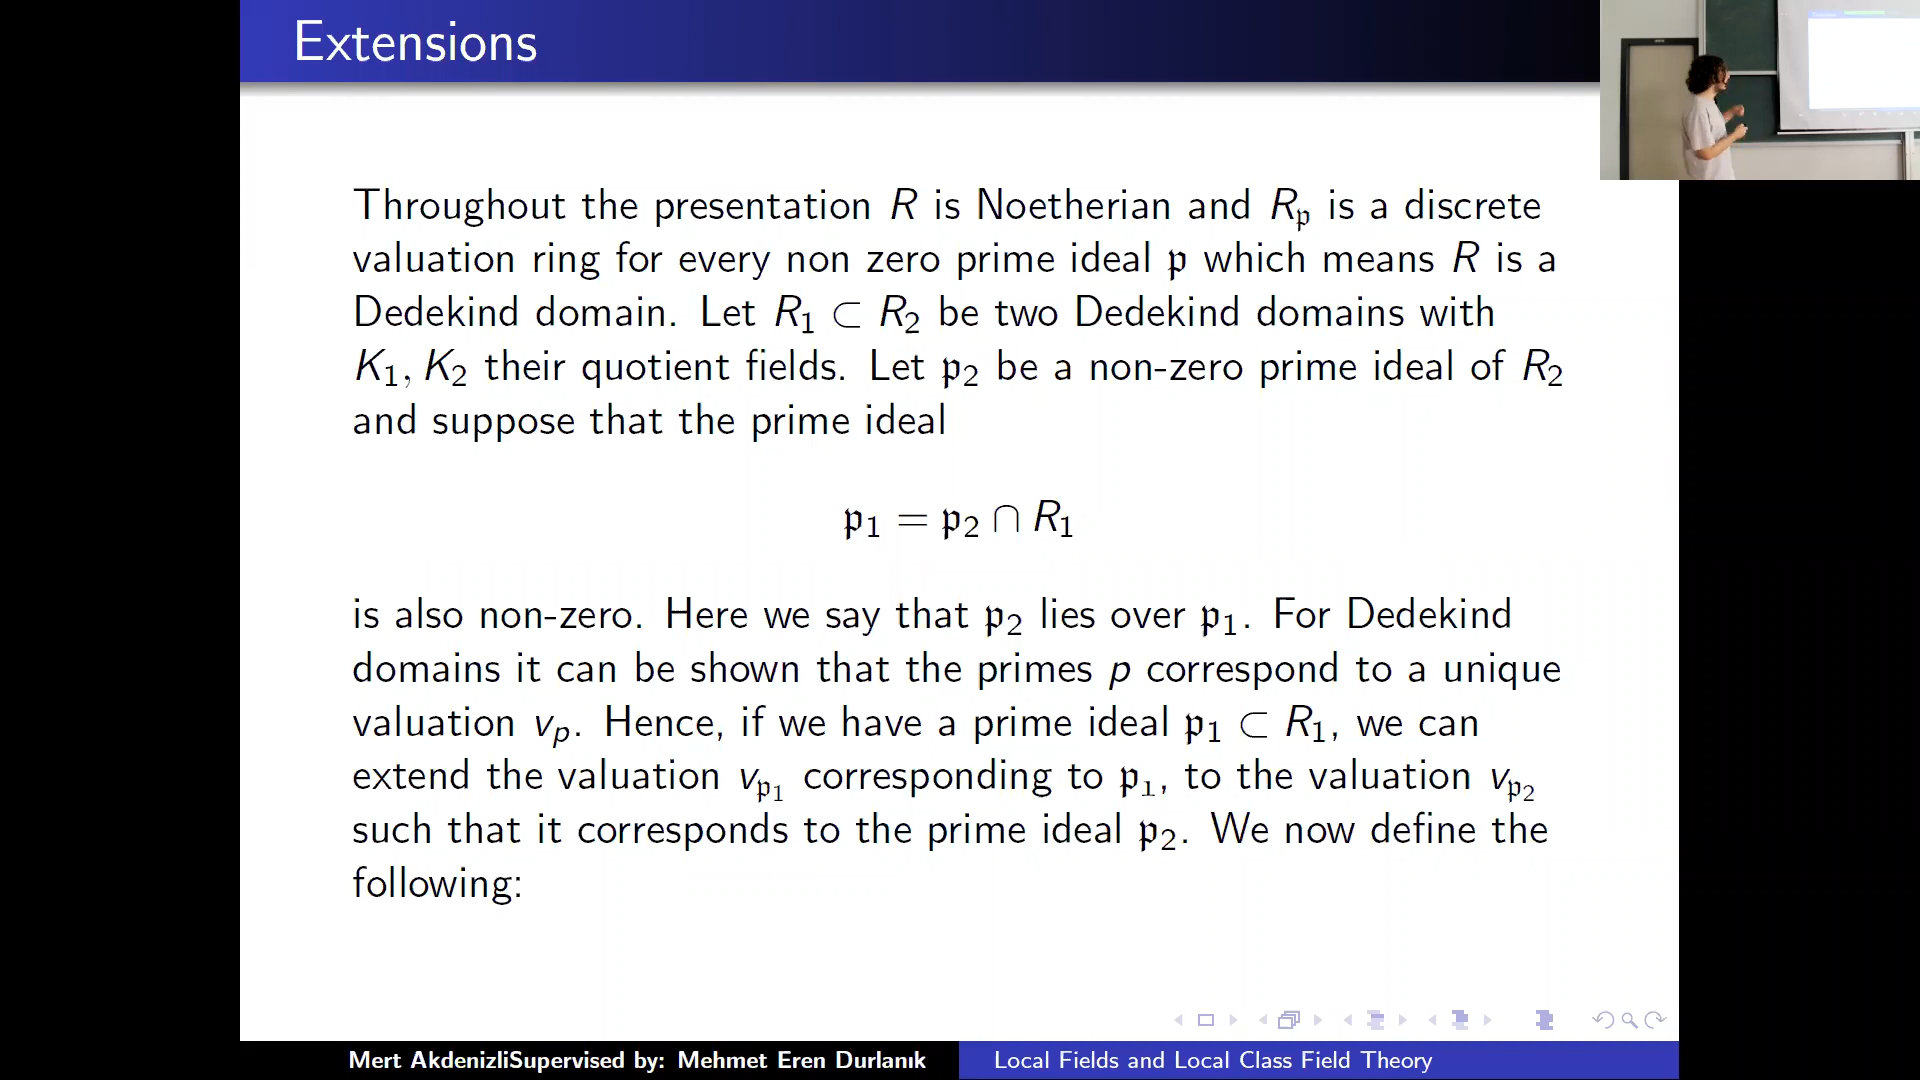 Extensions
Throughout the presentation R is Noetherian and R_𝔭 is a discrete
valuation ring for every non zero prime ideal 𝔭 which means R is a
Dedekind domain. Let R₁ ⊂ R₂ be two Dedekind domains with
K₁, K₂ their quotient fields. Let 𝔭₂ be a non-zero prime ideal of R₂
and suppose that the prime ideal
𝔭₁ = 𝔭₂ ∩ R₁
is also non-zero. Here we say that 𝔭₂ lies over 𝔭₁. For Dedekind
domains it can be shown that the primes p correspond to a unique
valuation v_p. Hence, if we have a prime ideal 𝔭₁ ⊂ R₁, we can
extend the valuation v_𝔭₁ corresponding to 𝔭₁, to the valuation v_𝔭₂
such that it corresponds to the prime ideal 𝔭₂. We now define the
following:
Mert AkdenizliSupervised by: Mehmet Eren Durlanık
Local Fields and Local Class Field Theory